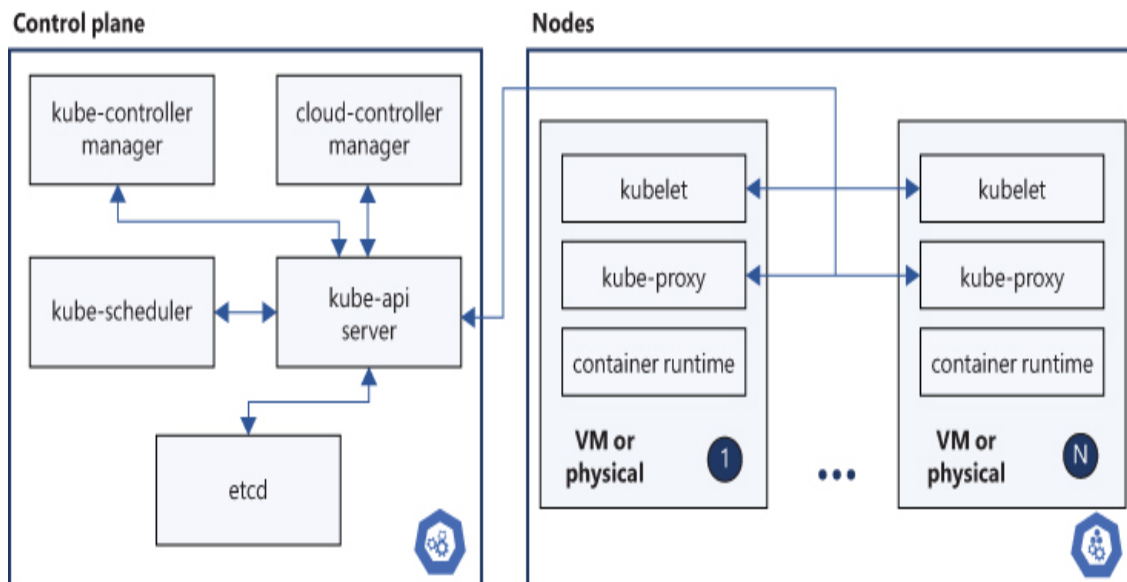 Control plane
kube-controller
manager
cloud-controller
manager
kube-scheduler
kube-api
server
etcd
Nodes
kubelet
kube-proxy
container runtime
VM or
physical
1
...
kubelet
kube-proxy
container runtime
VM or
physical
N